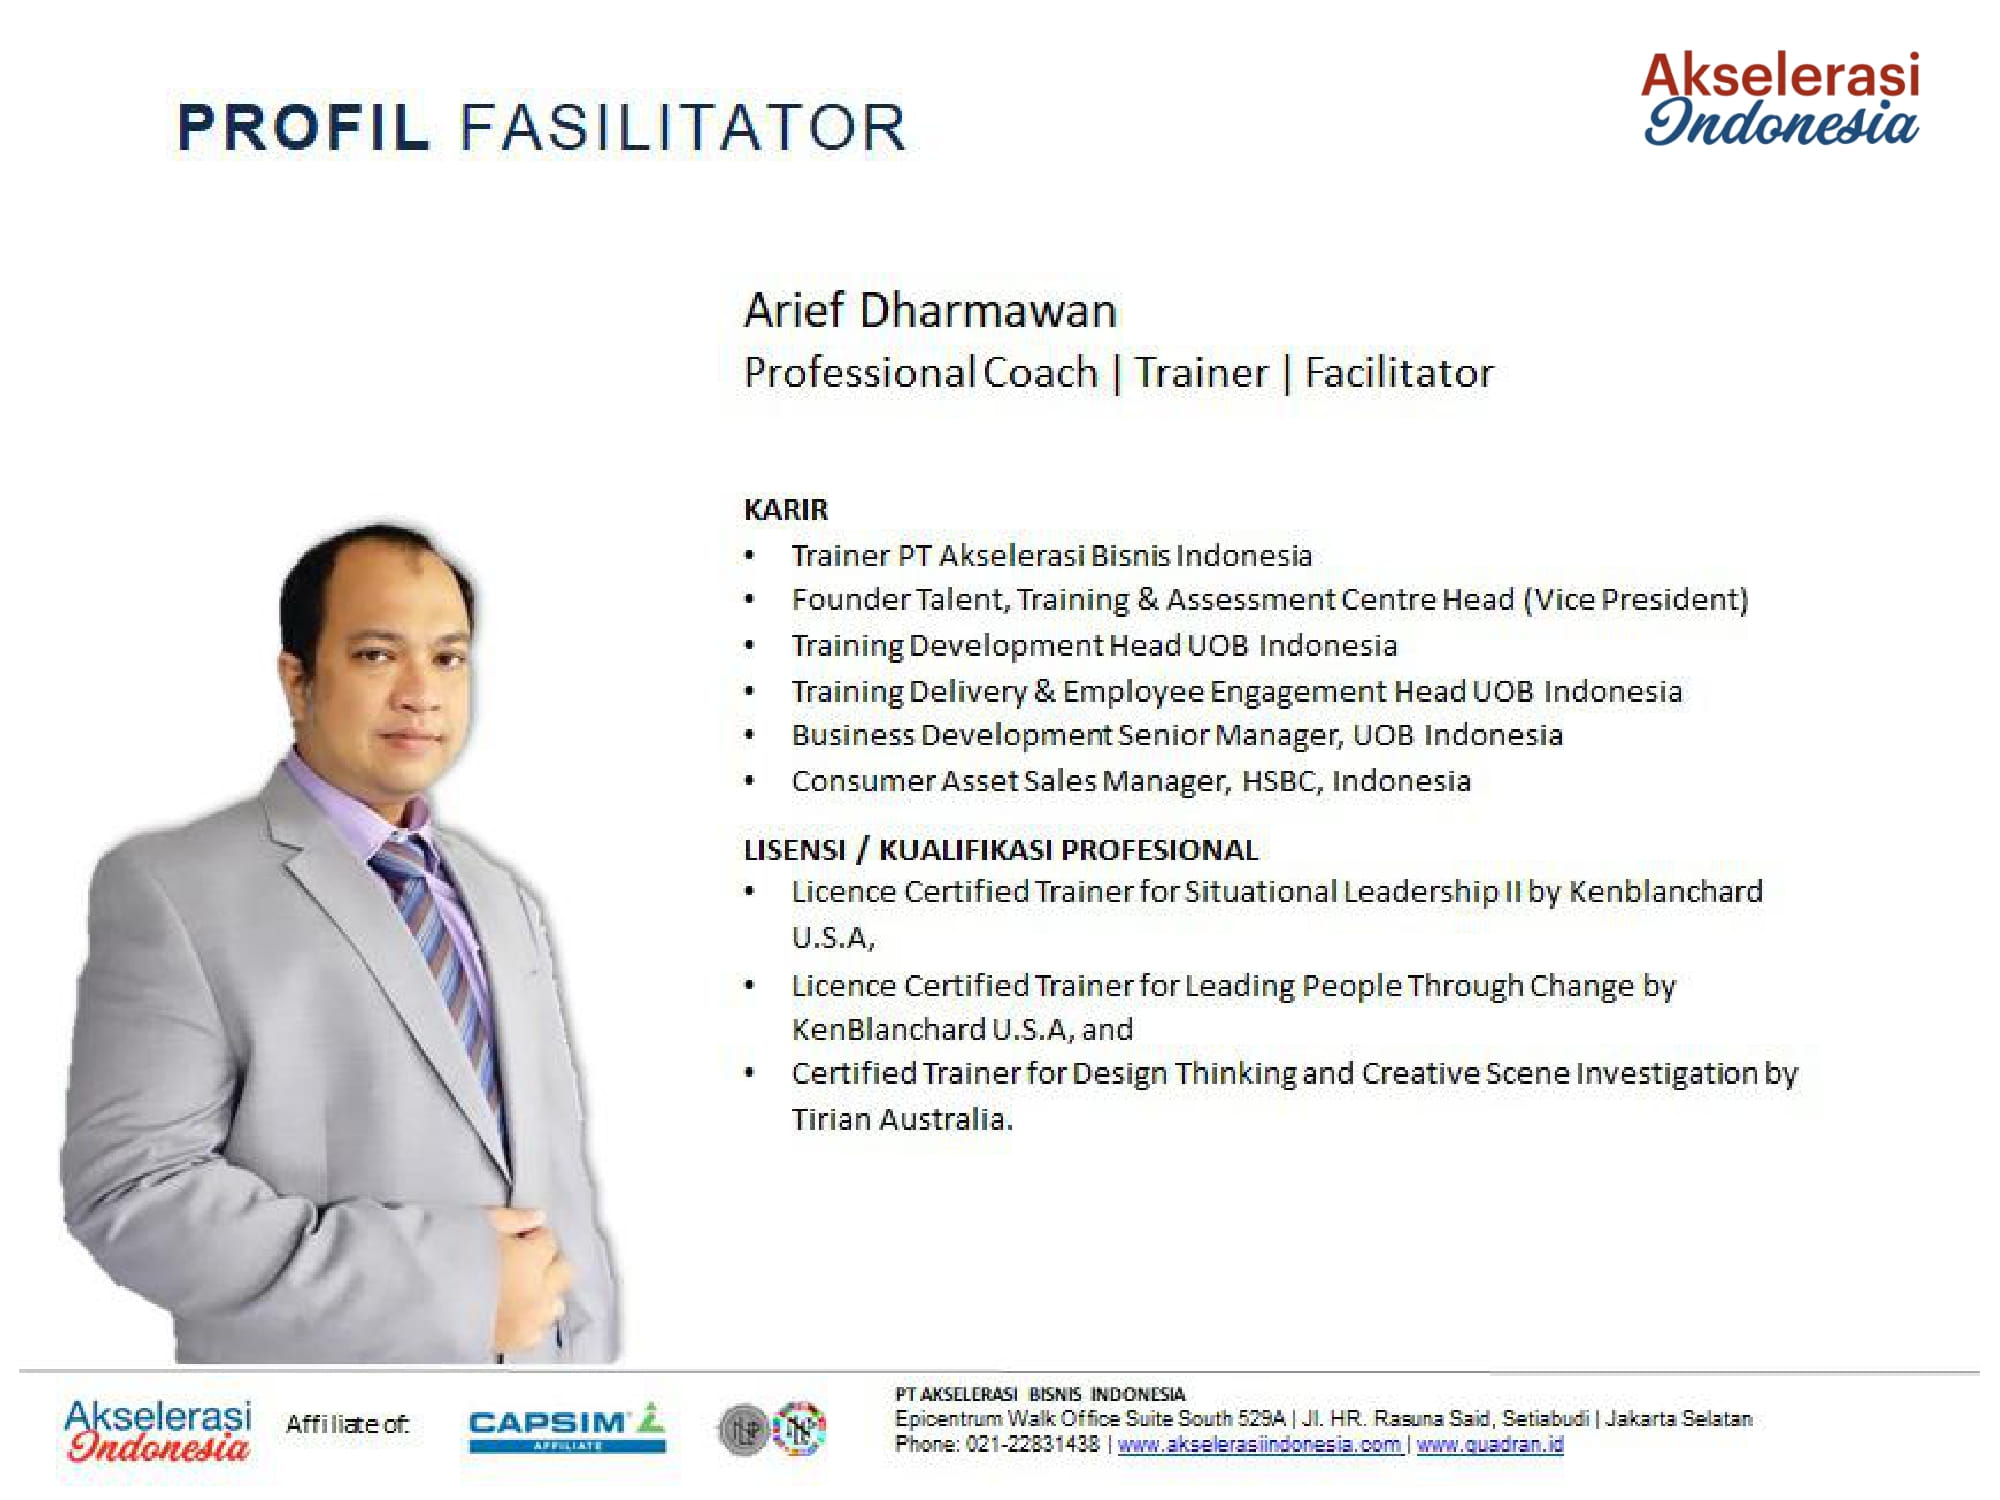 Akselerasi
Indonesia
PROFIL FASILITATOR
Arief Dharmawan
Professional Coach | Trainer | Facilitator
KARIR
• Trainer PT Akselerasi Bisnis Indonesia
• Founder Talent, Training & Assessment Centre Head (Vice President)
• Training Development Head UOB Indonesia
• Training Delivery & Employee Engagement Head UOB Indonesia
• Business Development Senior Manager, UOB Indonesia
• Consumer Asset Sales Manager, HSBC, Indonesia
LISENSI / KUALIFIKASI PROFESIONAL
• Licence Certified Trainer for Situational Leadership II by Kenblanchard
U.S.A,
• Licence Certified Trainer for Leading People Through Change by
KenBlanchard U.S.A, and
• Certified Trainer for Design Thinking and Creative Scene Investigation by
Tirian Australia.
Akselerasi
Indonesia
Affiliate of:
CAPSIM
AFFILIATE
PT AKSELERASI BISNIS INDONESIA
Epicentrum Walk Office Suite South 529A | Jl. HR. Rasuna Said, Setiabudi | Jakarta Selatan
Phone: 021-22831438 | www.akselerasiindonesia.com | www.quadran.id